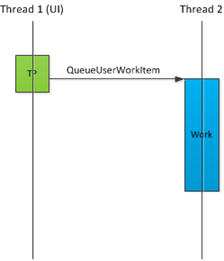 Thread 1 (UI)
Thread 2
TP
QueueUserWorkItem
Work